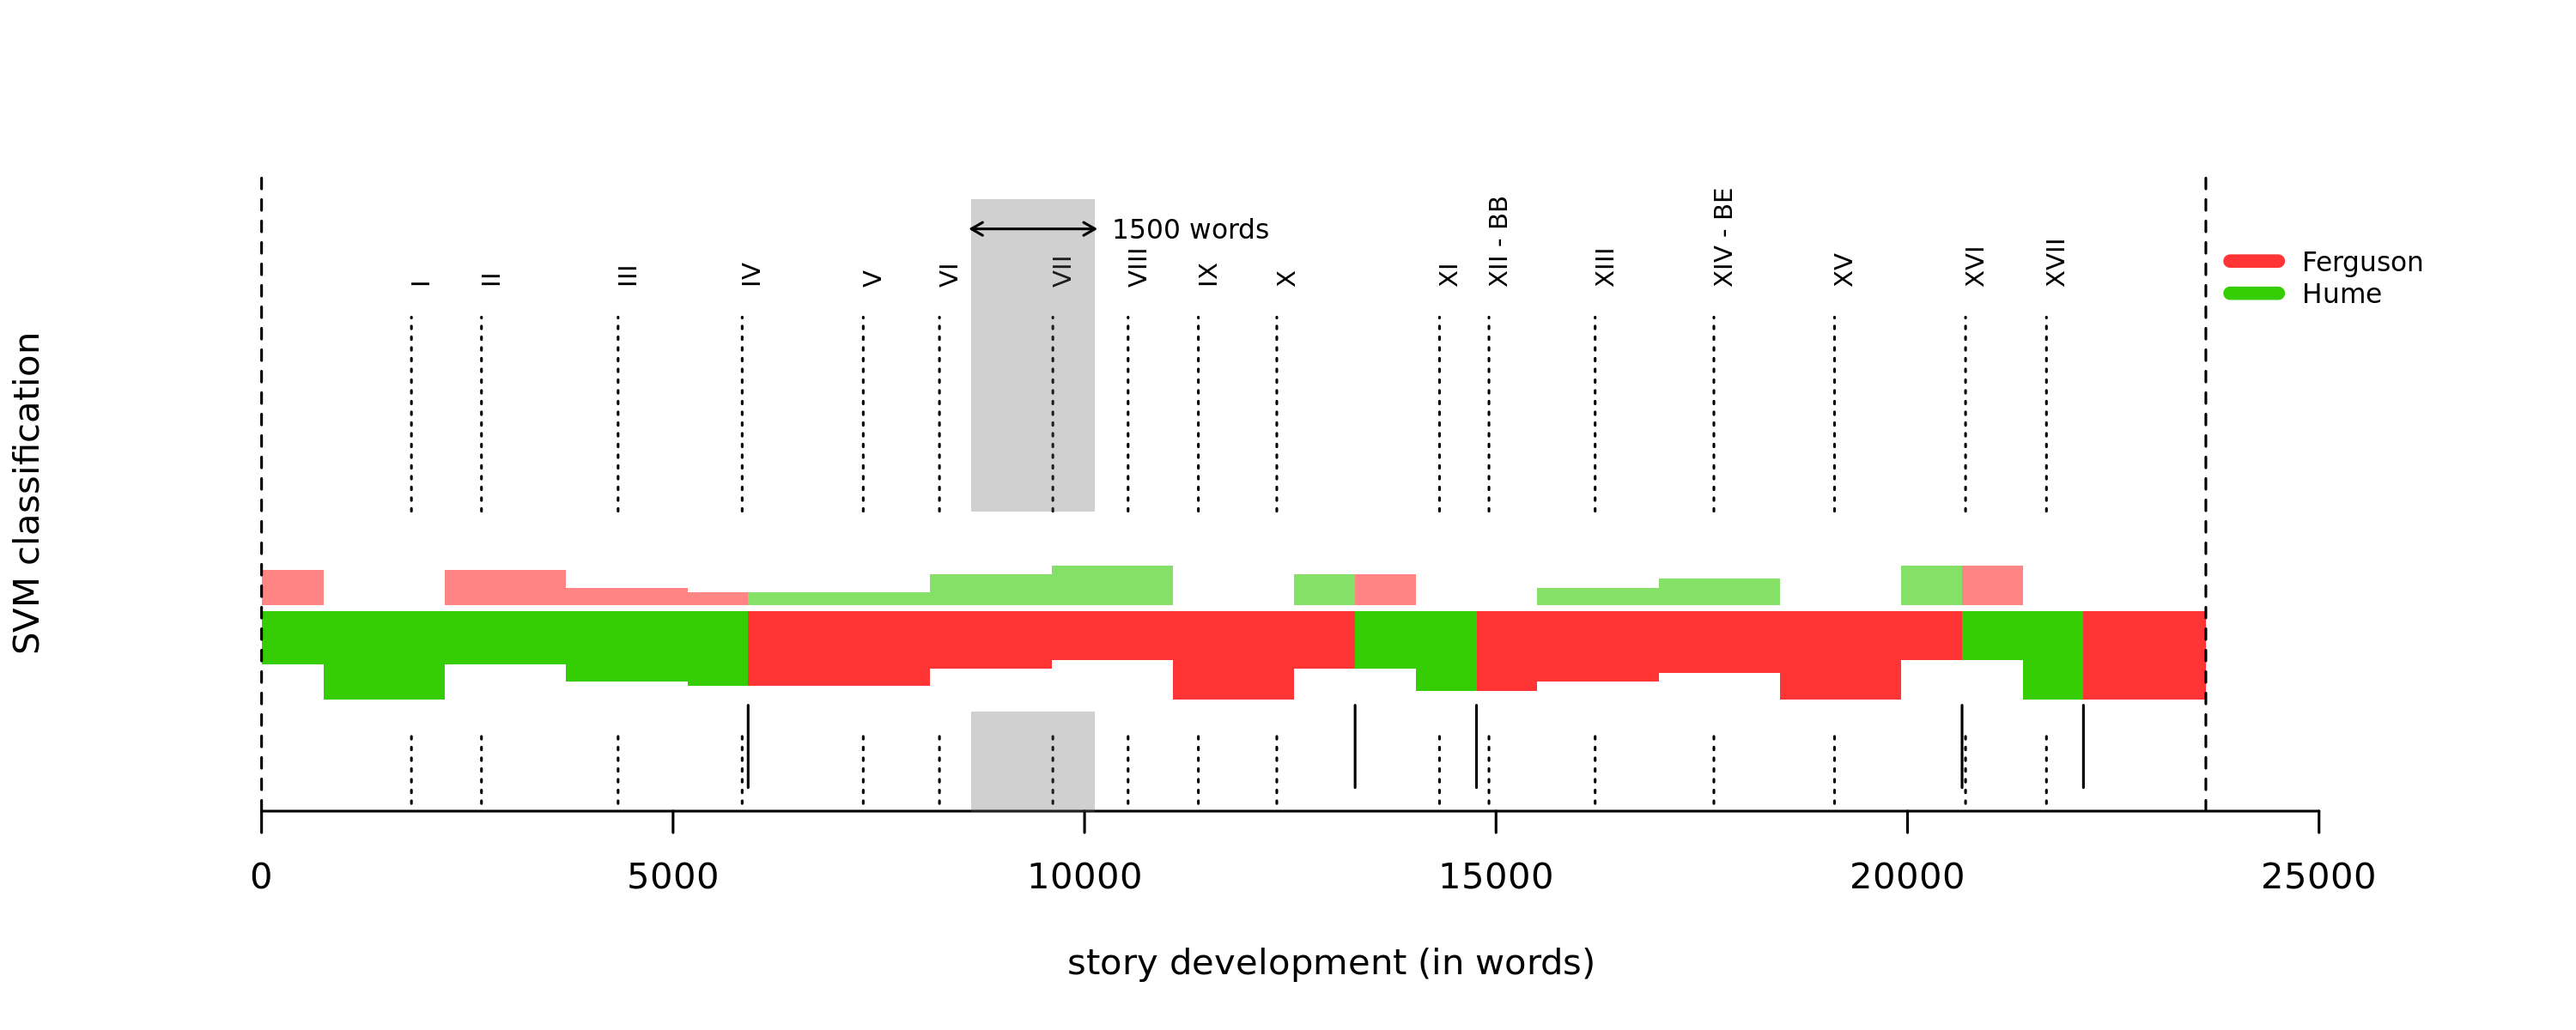 1500 words
I
II
III
IV
V
VI
VII
VIII
IX
X
XI
XII - BB
XIII
XIV - BE
XV
XVI
XVII
Ferguson
Hume
SVM classification
0
5000
10000
15000
20000
25000
story development (in words)